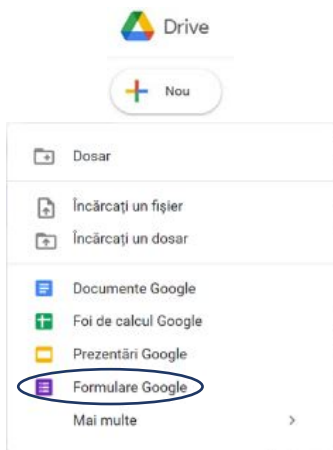 Drive
Nou
Dosar
Încărcați un fișier
Încărcați un dosar
Documente Google
Foi de calcul Google
Prezentări Google
Formulare Google
Mai multe